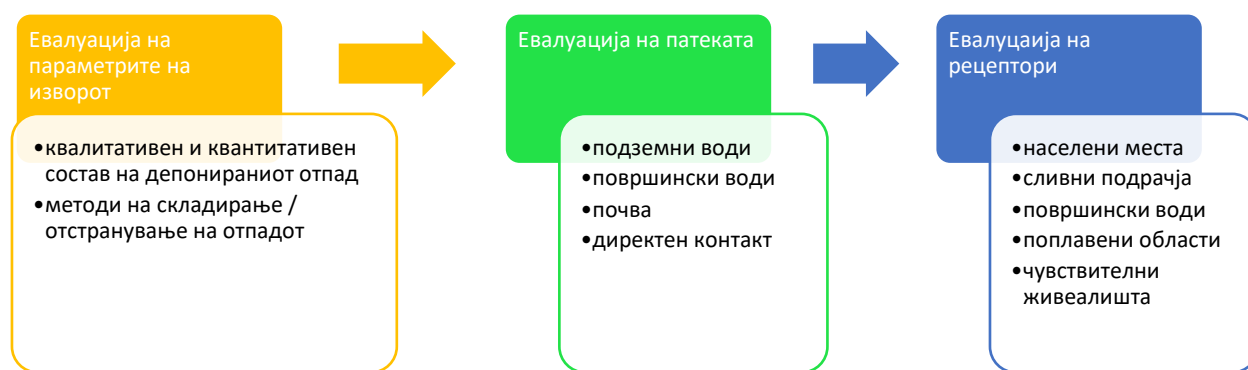 Евалуација на
параметрите на
изворот
•квалитативен и квантитативен
состав на депонираниот отпад
•методи на складирање /
отстранување на отпадот
Евалуација на патеката
•подземни води
•површински води
•почва
•директен контакт
Евалуцаија на
рецептори
•населени места
•сливни подрачја
•површински води
•поплавени области
•чувствителни
живеалишта